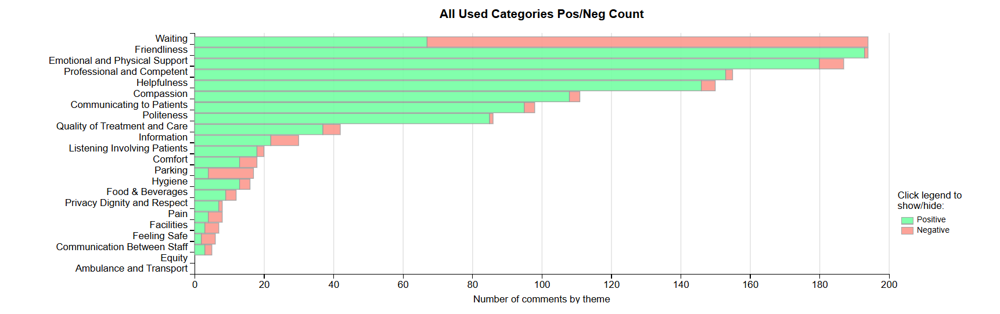 All Used Categories Pos/Neg Count
Waiting
Friendliness
Emotional and Physical Support
Professional and Competent
Helpfulness
Compassion
Communicating to Patients
Politeness
Quality of Treatment and Care
Information
Listening Involving Patients
Comfort
Parking
Hygiene
Food & Beverages
Privacy Dignity and Respect
Pain
Facilities
Feeling Safe
Communication Between Staff
Equity
Ambulance and Transport
0 20 40 60 80 100 120 140 160 180 200
Number of comments by theme
Click legend to
show/hide:
Positive
Negative